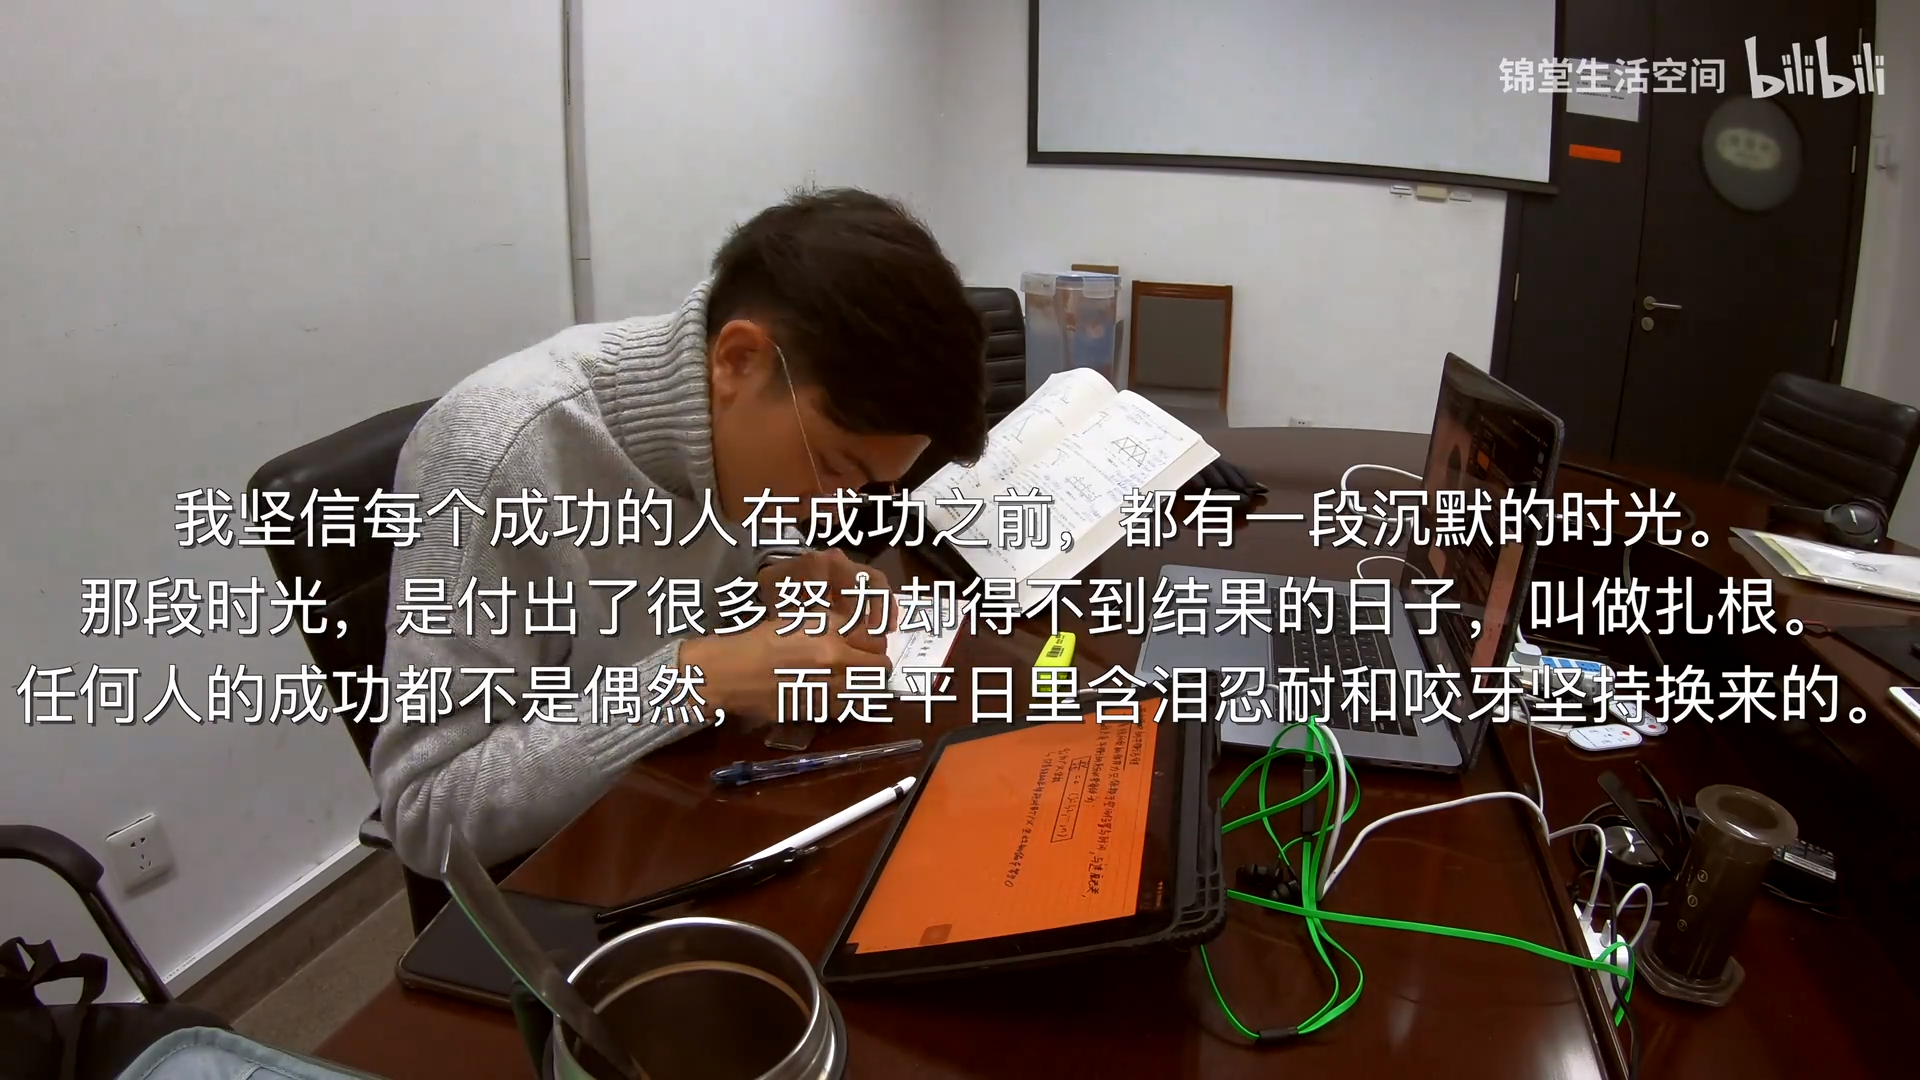 锦堂生活空间 bilibili
我坚信每个成功的人在成功之前，都有一段沉默的时光。
那段时光，是付出了很多努力却得不到结果的日子，叫做扎根。
任何人的成功都不是偶然，而是平日里含泪忍耐和咬牙坚持换来的。